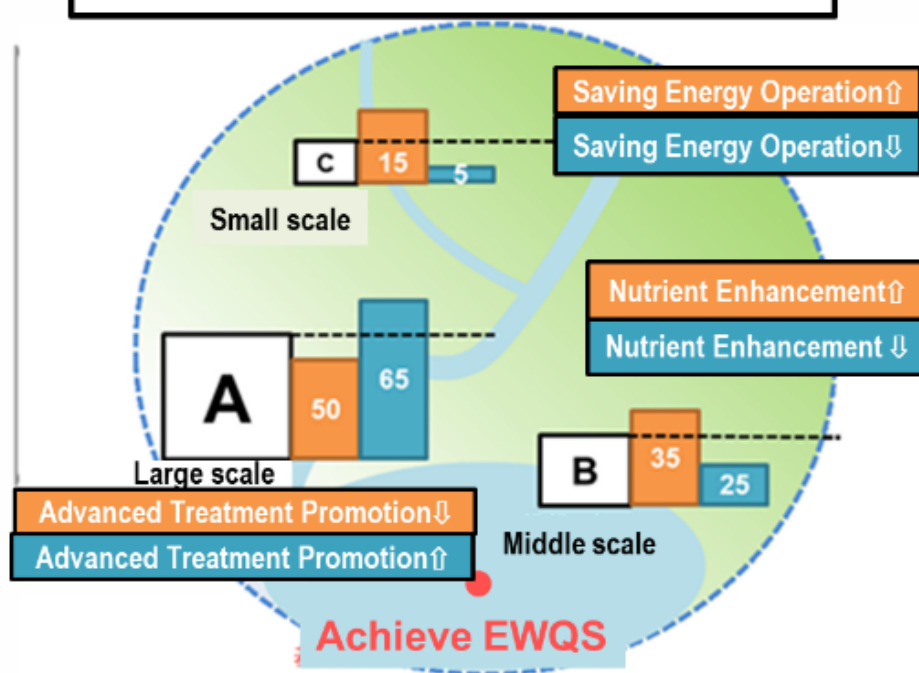 Saving Energy Operation⇧
Saving Energy Operation⇩
C
15
5
Small scale
Nutrient Enhancement⇧
Nutrient Enhancement ⇩
A
50
65
Large scale
B
35
25
Advanced Treatment Promotion⇩
Advanced Treatment Promotion⇧
Middle scale
Achieve EWQS